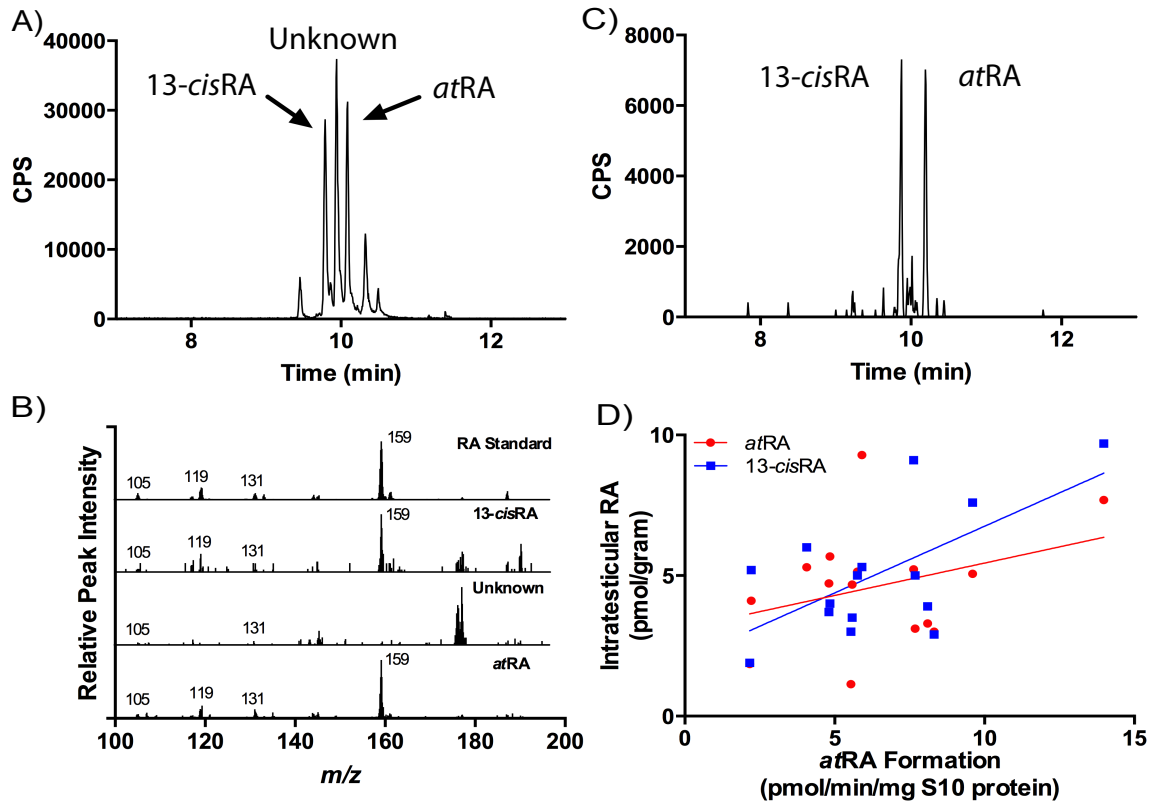 A)
Unknown
13-cisRA
atRA
40000
30000
20000
10000
0
CPS
8
10
12
Time (min)
C)
13-cisRA
atRA
8000
6000
4000
2000
0
CPS
8
10
12
Time (min)
B)
Relative Peak Intensity
RA Standard
105
119
131
159
13-cisRA
105
119
131
159
Unknown
105
131
atRA
105
119
131
159
100
120
140
160
180
200
m/z
D)
atRA
13-cisRA
10
5
0
Intratesticular RA
(pmol/gram)
0
5
10
15
atRA Formation
(pmol/min/mg S10 protein)